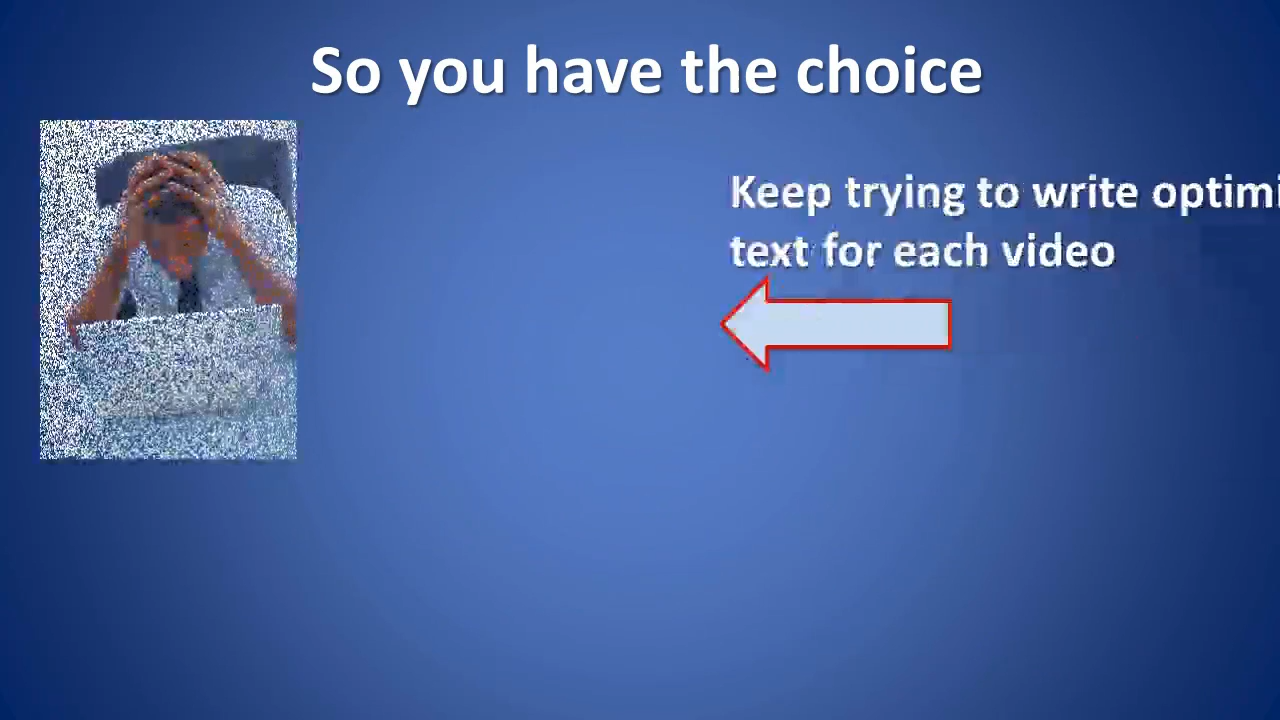 So you have the choice
Keep trying to write optimi
text for each video